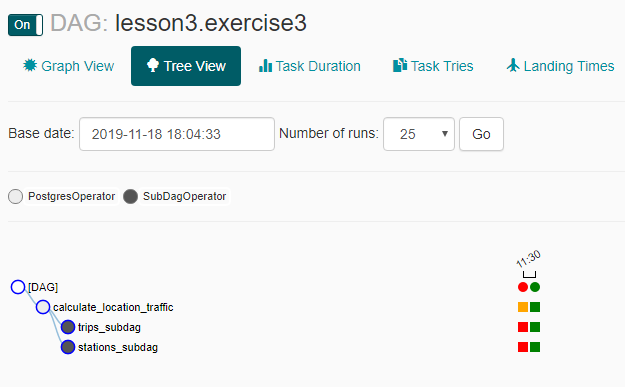 On DAG: lesson3.exercise3
Graph View Tree View Task Duration Task Tries Landing Times
Base date: 2019-11-18 18:04:33 Number of runs: 25 Go
PostgresOperator SubDagOperator
11:30
[DAG]
calculate_location_traffic
trips_subdag
stations_subdag